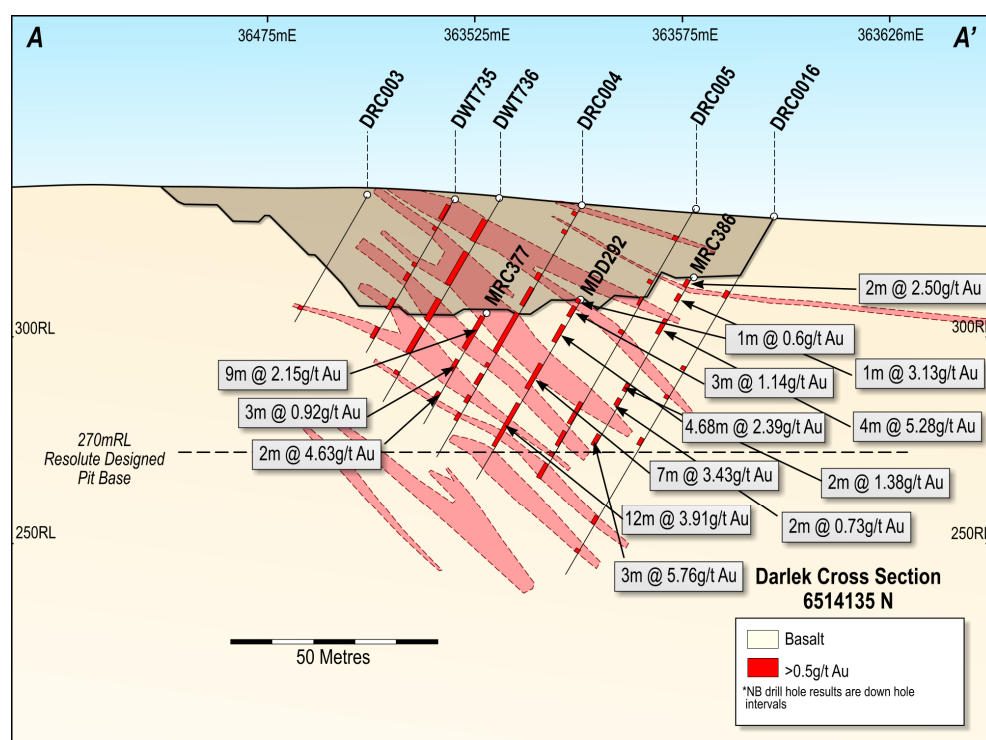 A
36475mE
363525mE
363575mE
363626mE
A’
DRC003
DWT735
DWT736
DRC004
DRC005
DRC0016
MRC377
MDD292
MRC386
2m @ 2.50g/t Au
300RL
300RL
1m @ 0.6g/t Au
9m @ 2.15g/t Au
3m @ 1.14g/t Au
1m @ 3.13g/t Au
3m @ 0.92g/t Au
4.68m @ 2.39g/t Au
4m @ 5.28g/t Au
270mRL
Resolute Designed
Pit Base
2m @ 4.63g/t Au
7m @ 3.43g/t Au
2m @ 1.38g/t Au
12m @ 3.91g/t Au
2m @ 0.73g/t Au
250RL
250RL
3m @ 5.76g/t Au
Darlek Cross Section
6514135 N
50 Metres
Basalt
>0.5g/t Au
*NB drill hole results are down hole
intervals